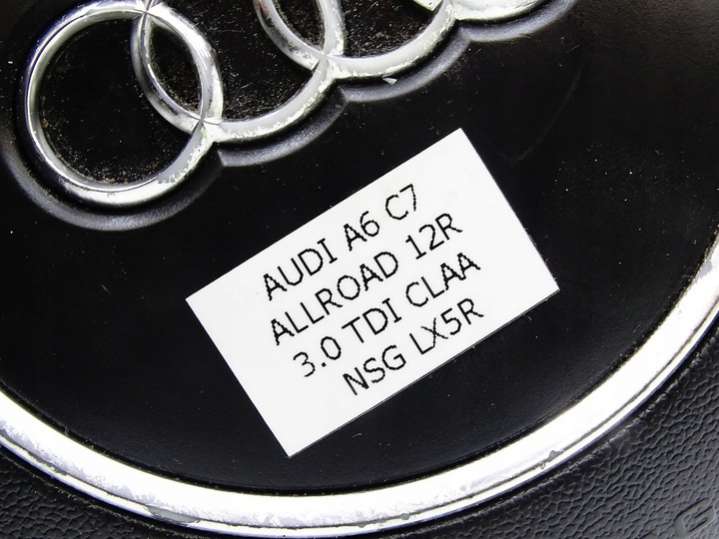 AUDI A6 C7
ALLROAD 12R
3.0 TDI CLAA
NSG LX5R